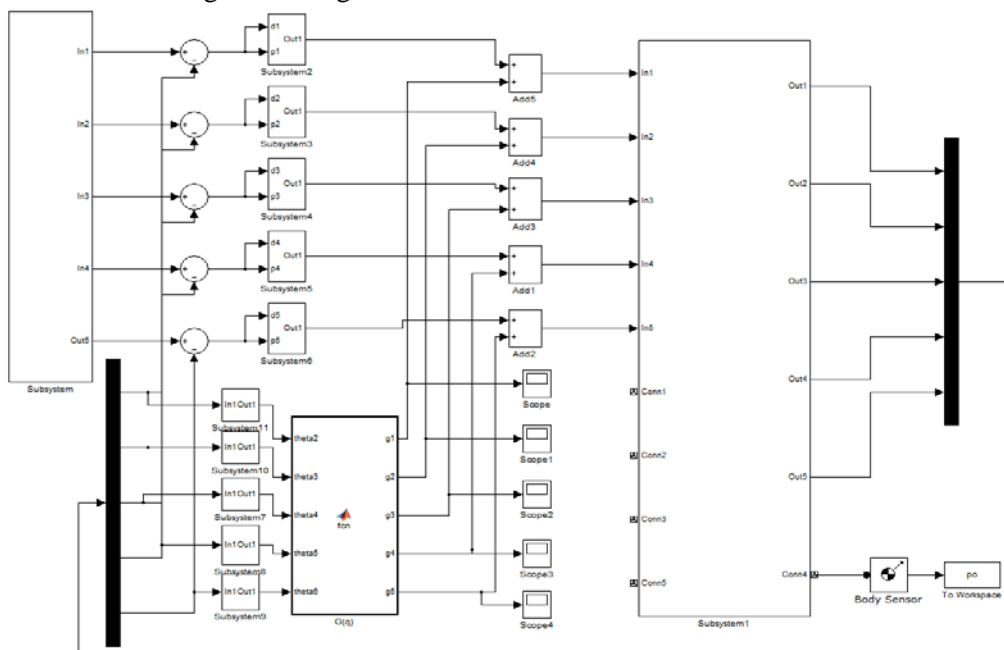 In1
In2
In3
In4
Out5
Subsystem
d1
p1
Out1
Subsystem2
d2
p2
Out1
Subsystem3
d3
p3
Out1
Subsystem4
d4
p4
Out1
Subsystem5
d5
p5
Out1
Subsystem6
Add5
Add4
Add3
Add1
Add2
In1 Out1
Subsystem11
In1 Out1
Subsystem10
In1 Out1
Subsystem7
In1 Out1
Subsystem8
In1 Out1
Subsystem9
theta2
theta3
theta4
theta5
theta6
fcn
g1
g2
g3
g4
g5
G(q)
Scope
Scope1
Scope2
Scope3
Scope4
In1
In2
In3
In4
In5
Conn1
Conn2
Conn3
Conn5
Out1
Out2
Out3
Out4
Out5
Conn4
Subsystem1
Body Sensor
po
To Workspace